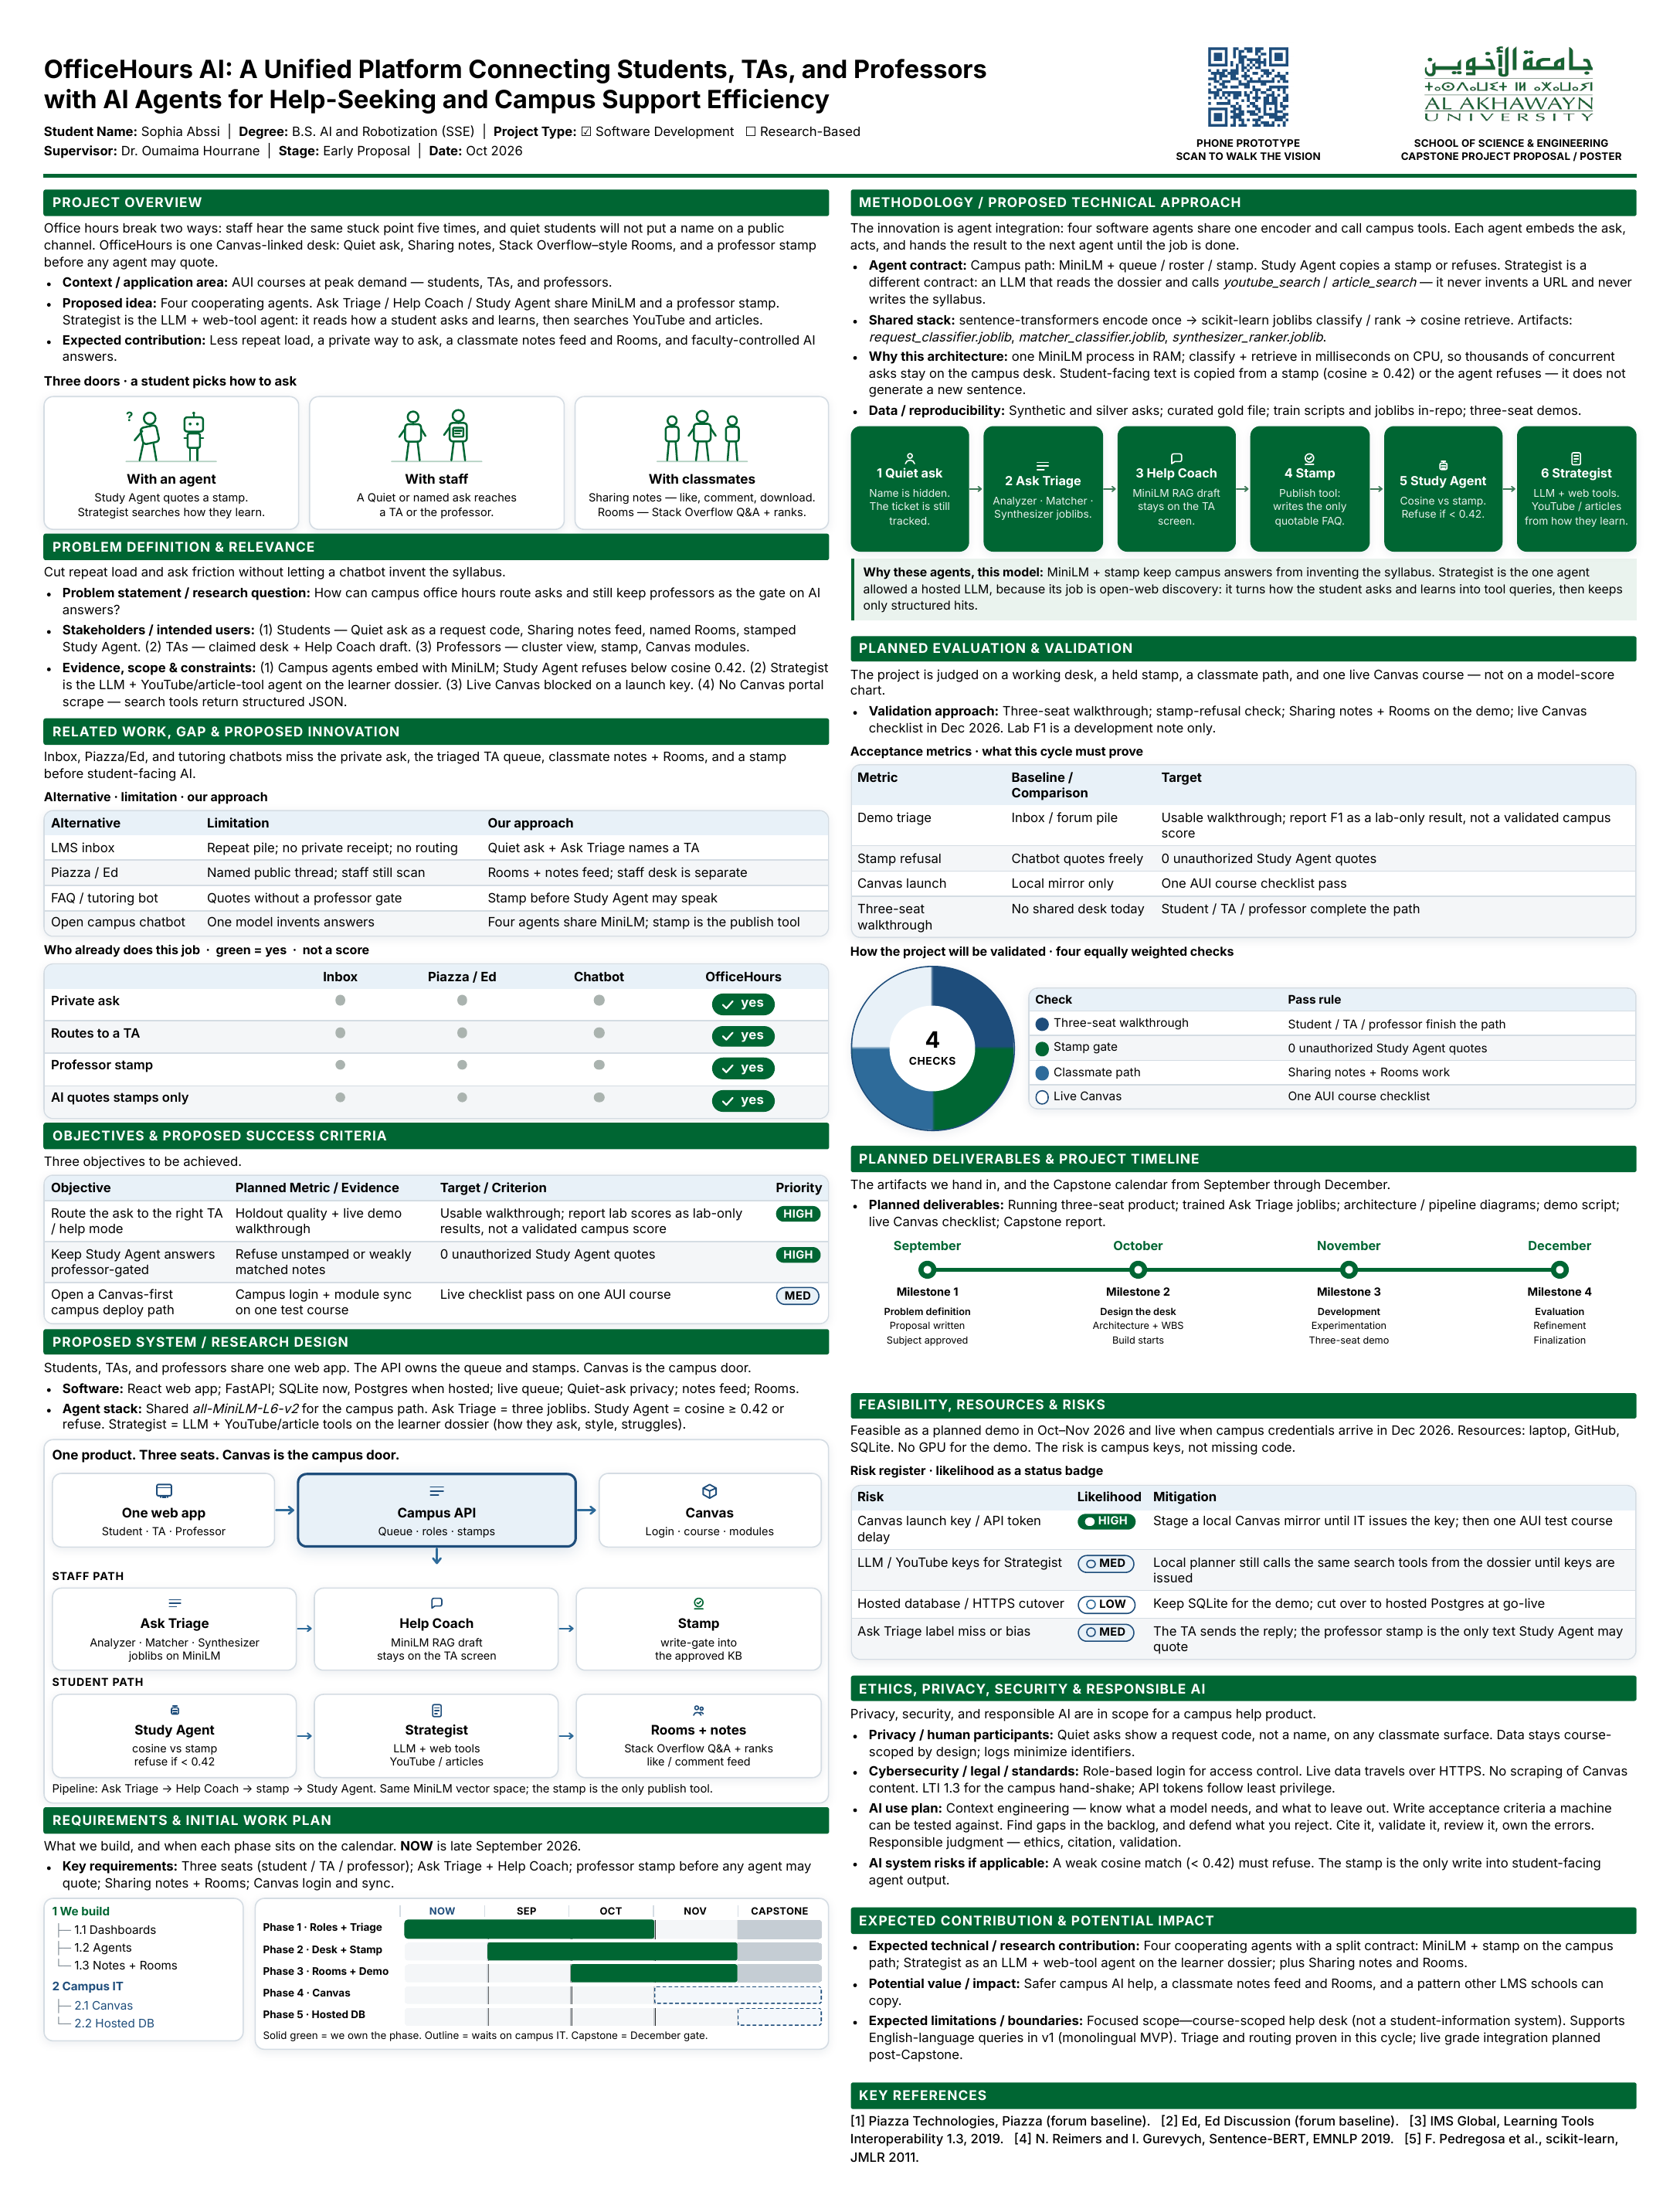 OfficeHours AI: A Unified Platform Connecting Students, TAs, and Professors
with AI Agents for Help-Seeking and Campus Support Efficiency
Student Name: Sophia Abssi | Degree: B.S. AI and Robotization (SSE) | Project Type: ☑ Software Development ☐ Research-Based
Supervisor: Dr. Oumaima Hourrane | Stage: Early Proposal | Date: Oct 2026
PHONE PROTOTYPE
SCAN TO WALK THE VISION
جامعة الأخوين
AL AKHAWAYN
UNIVERSITY
SCHOOL OF SCIENCE & ENGINEERING
CAPSTONE PROJECT PROPOSAL / POSTER
PROJECT OVERVIEW
Office hours break two ways: staff hear the same stuck point five times, and quiet students will not put a name on a public
channel. OfficeHours is one Canvas-linked desk: Quiet ask, Sharing notes, Stack Overflow–style Rooms, and a professor stamp
before any agent may quote.
• Context / application area: AUI courses at peak demand — students, TAs, and professors.
• Proposed idea: Four cooperating agents. Ask Triage / Help Coach / Study Agent share MiniLM and a professor stamp.
Strategist is the LLM + web-tool agent: it reads how a student asks and learns, then searches YouTube and articles.
• Expected contribution: Less repeat load, a private way to ask, a classmate notes feed and Rooms, and faculty-controlled AI
answers.
Three doors · a student picks how to ask
?
With an agent
Study Agent quotes a stamp.
Strategist searches how they learn.
With staff
A Quiet or named ask reaches
a TA or the professor.
With classmates
Sharing notes — like, comment, download.
Rooms — Stack Overflow Q&A + ranks.
PROBLEM DEFINITION & RELEVANCE
Cut repeat load and ask friction without letting a chatbot invent the syllabus.
• Problem statement / research question: How can campus office hours route asks and still keep professors as the gate on AI
answers?
• Stakeholders / intended users: (1) Students — Quiet ask as a request code, Sharing notes feed, named Rooms, stamped
Study Agent. (2) TAs — claimed desk + Help Coach draft. (3) Professors — cluster view, stamp, Canvas modules.
• Evidence, scope & constraints: (1) Campus agents embed with MiniLM; Study Agent refuses below cosine 0.42. (2) Strategist
is the LLM + YouTube/article-tool agent on the learner dossier. (3) Live Canvas blocked on a launch key. (4) No Canvas portal
scrape — search tools return structured JSON.
RELATED WORK, GAP & PROPOSED INNOVATION
Inbox, Piazza/Ed, and tutoring chatbots miss the private ask, the triaged TA queue, classmate notes + Rooms, and a stamp
before student-facing AI.
Alternative · limitation · our approach
Alternative Limitation Our approach
LMS inbox Repeat pile; no private receipt; no routing Quiet ask + Ask Triage names a TA
Piazza / Ed Named public thread; staff still scan Rooms + notes feed; staff desk is separate
FAQ / tutoring bot Quotes without a professor gate Stamp before Study Agent may speak
Open campus chatbot One model invents answers Four agents share MiniLM; stamp is the publish tool
Who already does this job · green = yes · not a score
Inbox Piazza / Ed Chatbot OfficeHours
Private ask ✓ yes
Routes to a TA ✓ yes
Professor stamp ✓ yes
AI quotes stamps only ✓ yes
OBJECTIVES & PROPOSED SUCCESS CRITERIA
Three objectives to be achieved.
Objective Planned Metric / Evidence Target / Criterion Priority
Route the ask to the right TA
/ help mode
Holdout quality + live demo
walkthrough
Usable walkthrough; report lab scores as lab-only
results, not a validated campus score
HIGH
Keep Study Agent answers
professor-gated
Refuse unstamped or weakly
matched notes
0 unauthorized Study Agent quotes
HIGH
Open a Canvas-first
campus deploy path
Campus login + module sync
on one test course
Live checklist pass on one AUI course
MED
PROPOSED SYSTEM / RESEARCH DESIGN
Students, TAs, and professors share one web app. The API owns the queue and stamps. Canvas is the campus door.
• Software: React web app; FastAPI; SQLite now, Postgres when hosted; live queue; Quiet-ask privacy; notes feed; Rooms.
• Agent stack: Shared all-MiniLM-L6-v2 for the campus path. Ask Triage = three joblibs. Study Agent = cosine ≥ 0.42 or
refuse. Strategist = LLM + YouTube/article tools on the learner dossier (how they ask, style, struggles).
One product. Three seats. Canvas is the campus door.
One web app
Student · TA · Professor
Campus API
Queue · roles · stamps
Canvas
Login · course · modules
STAFF PATH
Ask Triage
Analyzer · Matcher · Synthesizer
joblibs on MiniLM
Help Coach
MiniLM RAG draft
stays on the TA screen
Stamp
write-gate into
the approved KB
STUDENT PATH
Study Agent
cosine vs stamp
refuse if < 0.42
Strategist
LLM + web tools
YouTube / articles
Rooms + notes
Stack Overflow Q&A + ranks
like / comment feed
Pipeline: Ask Triage → Help Coach → stamp → Study Agent. Same MiniLM vector space; the stamp is the only publish tool.
REQUIREMENTS & INITIAL WORK PLAN
What we build, and when each phase sits on the calendar. NOW is late September 2026.
• Key requirements: Three seats (student / TA / professor); Ask Triage + Help Coach; professor stamp before any agent may
quote; Sharing notes + Rooms; Canvas login and sync.
1 We build
1.1 Dashboards
1.2 Agents
1.3 Notes + Rooms
2 Campus IT
2.1 Canvas
2.2 Hosted DB
NOW SEP OCT NOV CAPSTONE
Phase 1 · Roles + Triage
Phase 2 · Desk + Stamp
Phase 3 · Rooms + Demo
Phase 4 · Canvas
Phase 5 · Hosted DB
Solid green = we own the phase. Outline = waits on campus IT. Capstone = December gate.
METHODOLOGY / PROPOSED TECHNICAL APPROACH
The innovation is agent integration: four software agents share one encoder and call campus tools. Each agent embeds the ask,
acts, and hands the result to the next agent until the job is done.
• Agent contract: Campus path: MiniLM + queue / roster / stamp. Study Agent copies a stamp or refuses. Strategist is a
different contract: an LLM that reads the dossier and calls youtube_search / article_search — it never invents a URL and never
writes the syllabus.
• Shared stack: sentence-transformers encode once → scikit-learn joblibs classify / rank → cosine retrieve. Artifacts:
request_classifier.joblib, matcher_classifier.joblib, synthesizer_ranker.joblib.
• Why this architecture: one MiniLM process in RAM; classify + retrieve in milliseconds on CPU, so thousands of concurrent
asks stay on the campus desk. Student-facing text is copied from a stamp (cosine ≥ 0.42) or the agent refuses — it does not
generate a new sentence.
• Data / reproducibility: Synthetic and silver asks; curated gold file; train scripts and joblibs in-repo; three-seat demos.
1 Quiet ask
Name is hidden.
The ticket is still
tracked.
2 Ask Triage
Analyzer · Matcher ·
Synthesizer joblibs.
3 Help Coach
MiniLM RAG draft
stays on the TA
screen.
4 Stamp
Publish tool:
writes the only
quotable FAQ.
5 Study Agent
Cosine vs stamp.
Refuse if < 0.42.
6 Strategist
LLM + web tools.
YouTube / articles
from how they learn.
Why these agents, this model: MiniLM + stamp keep campus answers from inventing the syllabus. Strategist is the one agent
allowed a hosted LLM, because its job is open-web discovery: it turns how the student asks and learns into tool queries, then keeps
only structured hits.
PLANNED EVALUATION & VALIDATION
The project is judged on a working desk, a held stamp, a classmate path, and one live Canvas course — not on a model-score
chart.
• Validation approach: Three-seat walkthrough; stamp-refusal check; Sharing notes + Rooms on the demo; live Canvas
checklist in Dec 2026. Lab F1 is a development note only.
Acceptance metrics · what this cycle must prove
Metric Baseline / Comparison Target
Demo triage Inbox / forum pile Usable walkthrough; report F1 as a lab-only result, not a validated campus
score
Stamp refusal Chatbot quotes freely 0 unauthorized Study Agent quotes
Canvas launch Local mirror only One AUI course checklist pass
Three-seat
walkthrough
No shared desk today Student / TA / professor complete the path
How the project will be validated · four equally weighted checks
4
CHECKS
Check Pass rule
Three-seat walkthrough Student / TA / professor finish the path
Stamp gate 0 unauthorized Study Agent quotes
Classmate path Sharing notes + Rooms work
Live Canvas One AUI course checklist
PLANNED DELIVERABLES & PROJECT TIMELINE
The artifacts we hand in, and the Capstone calendar from September through December.
• Planned deliverables: Running three-seat product; trained Ask Triage joblibs; architecture / pipeline diagrams; demo script;
live Canvas checklist; Capstone report.
September October November December
Milestone 1 Milestone 2 Milestone 3 Milestone 4
Problem definition Design the desk Development Evaluation
Proposal written Architecture + WBS Experimentation Refinement
Subject approved Build starts Three-seat demo Finalization
FEASIBILITY, RESOURCES & RISKS
Feasible as a planned demo in Oct–Nov 2026 and live when campus credentials arrive in Dec 2026. Resources: laptop, GitHub,
SQLite. No GPU for the demo. The risk is campus keys, not missing code.
Risk register · likelihood as a status badge
Risk Likelihood Mitigation
Canvas launch key / API token
delay
HIGH Stage a local Canvas mirror until IT issues the key; then one AUI test course
LLM / YouTube keys for Strategist MED Local planner still calls the same search tools from the dossier until keys are
issued
Hosted database / HTTPS cutover LOW Keep SQLite for the demo; cut over to hosted Postgres at go-live
Ask Triage label miss or bias MED The TA sends the reply; the professor stamp is the only text Study Agent may
quote
ETHICS, PRIVACY, SECURITY & RESPONSIBLE AI
Privacy, security, and responsible AI are in scope for a campus help product.
• Privacy / human participants: Quiet asks show a request code, not a name, on any classmate surface. Data stays course-
scoped by design; logs minimize identifiers.
• Cybersecurity / legal / standards: Role-based login for access control. Live data travels over HTTPS. No scraping of Canvas
content. LTI 1.3 for the campus hand-shake; API tokens follow least privilege.
• AI use plan: Context engineering — know what a model needs, and what to leave out. Write acceptance criteria a machine
can be tested against. Find gaps in the backlog, and defend what you reject. Cite it, validate it, review it, own the errors.
Responsible judgment — ethics, citation, validation.
• AI system risks if applicable: A weak cosine match (< 0.42) must refuse. The stamp is the only write into student-facing
agent output.
EXPECTED CONTRIBUTION & POTENTIAL IMPACT
• Expected technical / research contribution: Four cooperating agents with a split contract: MiniLM + stamp on the campus
path; Strategist as an LLM + web-tool agent on the learner dossier; plus Sharing notes and Rooms.
• Potential value / impact: Safer campus AI help, a classmate notes feed and Rooms, and a pattern other LMS schools can
copy.
• Expected limitations / boundaries: Focused scope—course-scoped help desk (not a student-information system). Supports
English-language queries in v1 (monolingual MVP). Triage and routing proven in this cycle; live grade integration planned
post-Capstone.
KEY REFERENCES
[1] Piazza Technologies, Piazza (forum baseline). [2] Ed, Ed Discussion (forum baseline). [3] IMS Global, Learning Tools
Interoperability 1.3, 2019. [4] N. Reimers and I. Gurevych, Sentence-BERT, EMNLP 2019. [5] F. Pedregosa et al., scikit-learn,
JMLR 2011.